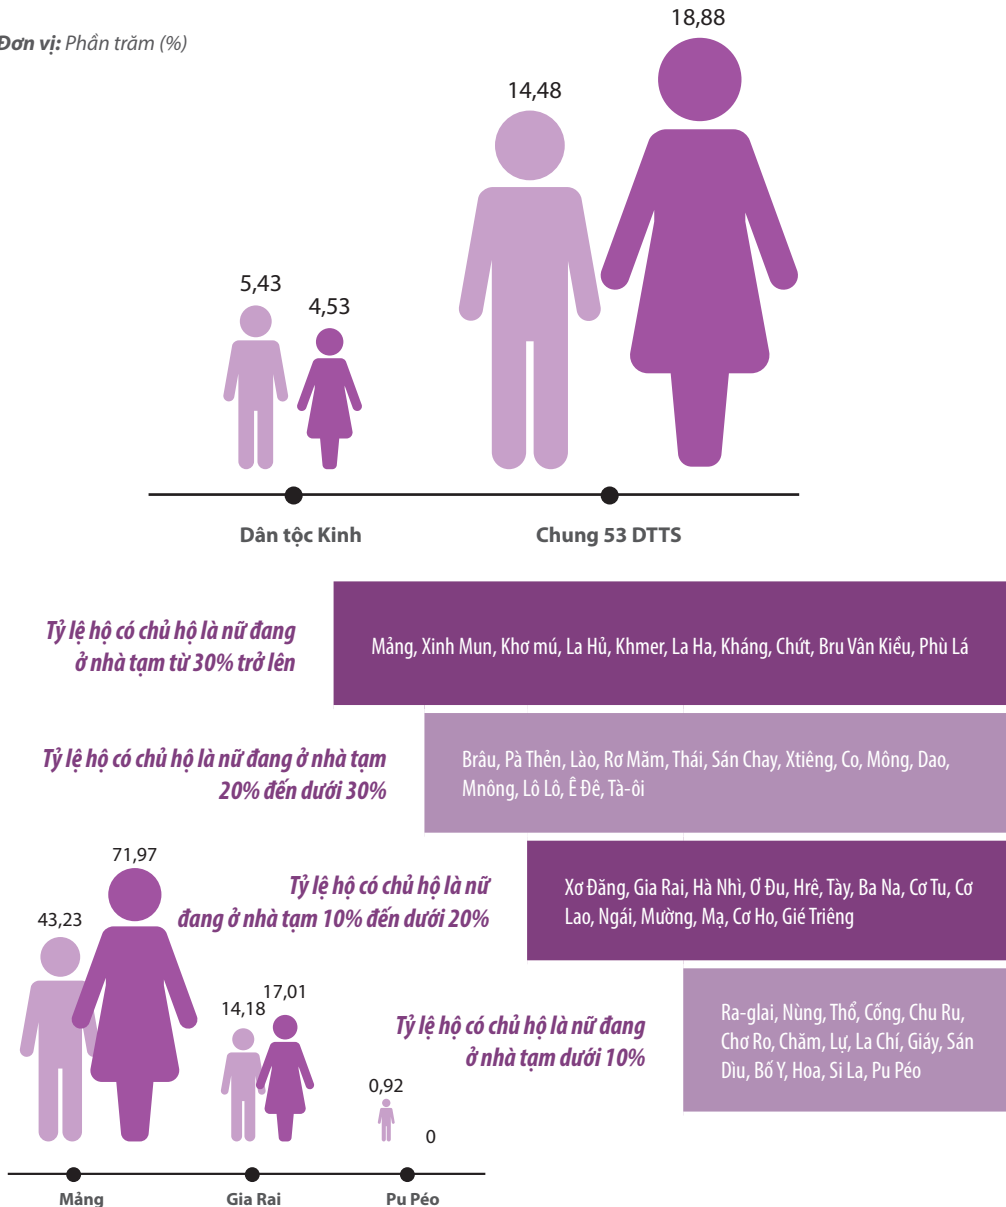 Đơn vị: Phần trăm (%)
18,88
14,48
5,43
4,53
Dân tộc Kinh
Chung 53 DTTS
Tỷ lệ hộ có chủ hộ là nữ đang
ở nhà tạm từ 30% trở lên
Mảng, Xinh Mun, Khơ mú, La Hủ, Khmer, La Ha, Kháng, Chứt, Bru Vân Kiều, Phù Lá
Tỷ lệ hộ có chủ hộ là nữ đang ở nhà tạm
20% đến dưới 30%
Brâu, Pà Thẻn, Lào, Rơ Măm, Thái, Sán Chay, Xtiêng, Co, Mông, Dao,
Mnông, Lô Lô, Ê Đê, Tà-ôi
Tỷ lệ hộ có chủ hộ là nữ
đang ở nhà tạm 10% đến dưới 20%
Xơ Đăng, Gia Rai, Hà Nhì, Ơ Đu, Hrê, Tày, Ba Na, Cơ Tu, Cơ
Lao, Ngái, Mường, Mạ, Cơ Ho, Gié Triêng
Tỷ lệ hộ có chủ hộ là nữ đang
ở nhà tạm dưới 10%
Ra-glai, Nùng, Thổ, Cống, Chu Ru,
Chơ Ro, Chăm, Lự, La Chí, Giáy, Sán
Dìu, Bố Y, Hoa, Si La, Pu Péo
71,97
43,23
17,01
14,18
0,92
0
Mảng
Gia Rai
Pu Péo